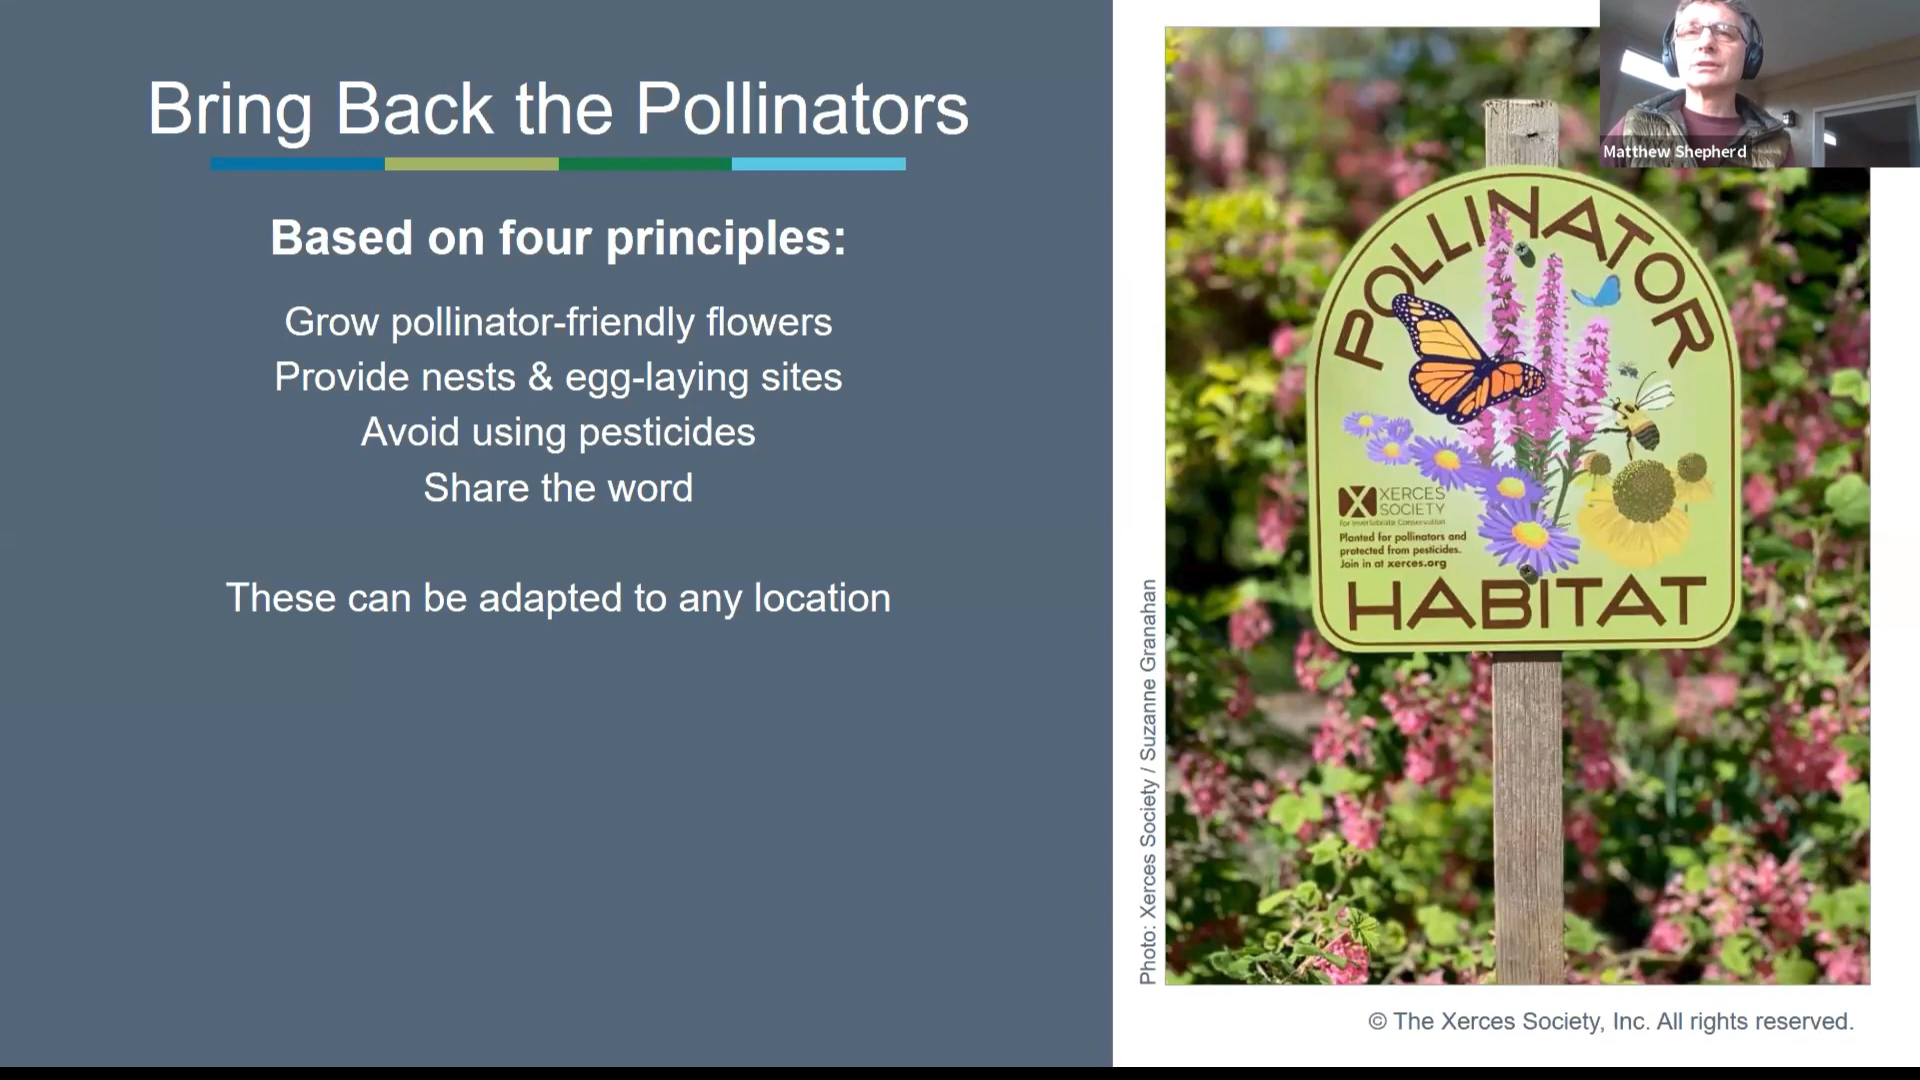 Bring Back the Pollinators
Based on four principles:
Grow pollinator-friendly flowers
Provide nests & egg-laying sites
Avoid using pesticides
Share the word
These can be adapted to any location
Matthew Shepherd
POLLINATOR
XERCES
SOCIETY
for Invertebrate Conservation
Planted for pollinators and
protected from pesticides.
Join in at xerces.org
HABITAT
Photo: Xerces Society / Suzanne Granahan
© The Xerces Society, Inc. All rights reserved.